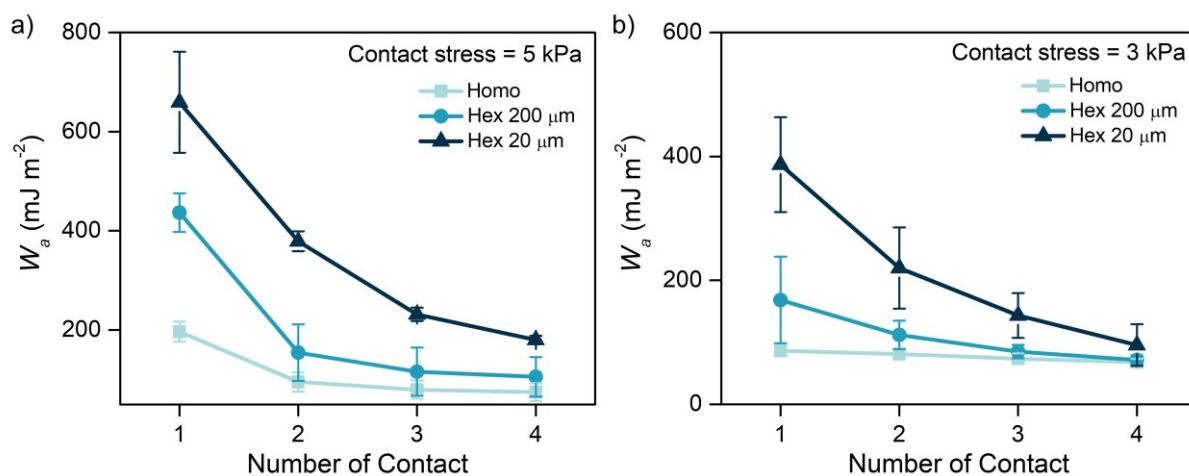 a)
Contact stress = 5 kPa
Homo
Hex 200 μm
Hex 20 μm
800
600
400
200
Wa (mJ m-2)
1 2 3 4
Number of Contact
b)
Contact stress = 3 kPa
Homo
Hex 200 μm
Hex 20 μm
600
400
200
0
Wa (mJ m-2)
1 2 3 4
Number of Contact